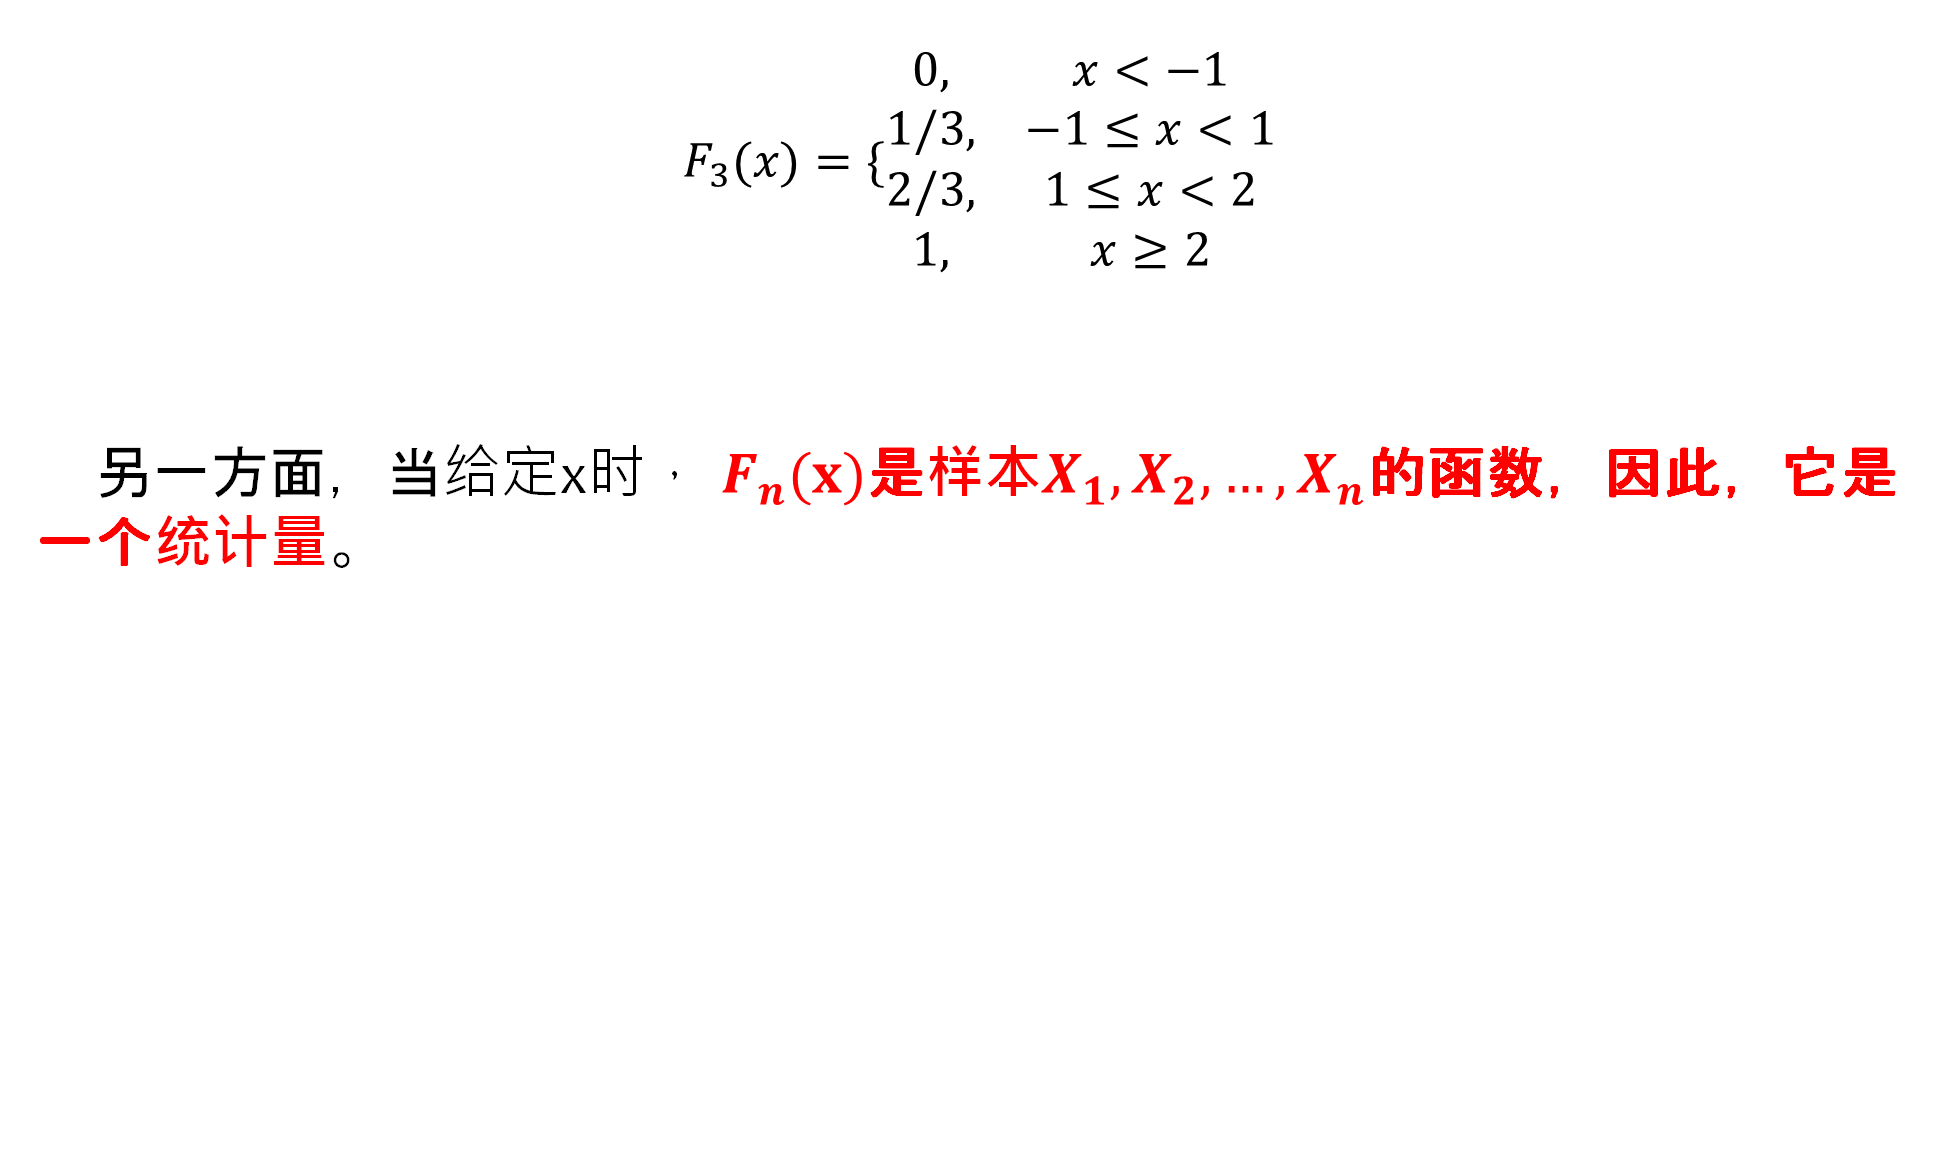 0, x < −1
1/3, −1 ≤ x < 1
F₃(x) = {
2/3, 1 ≤ x < 2
1, x ≥ 2
另一方面, 当给定x时, Fₙ(x)是样本X₁, X₂, … , Xₙ的函数, 因此, 它是
一个统计量。